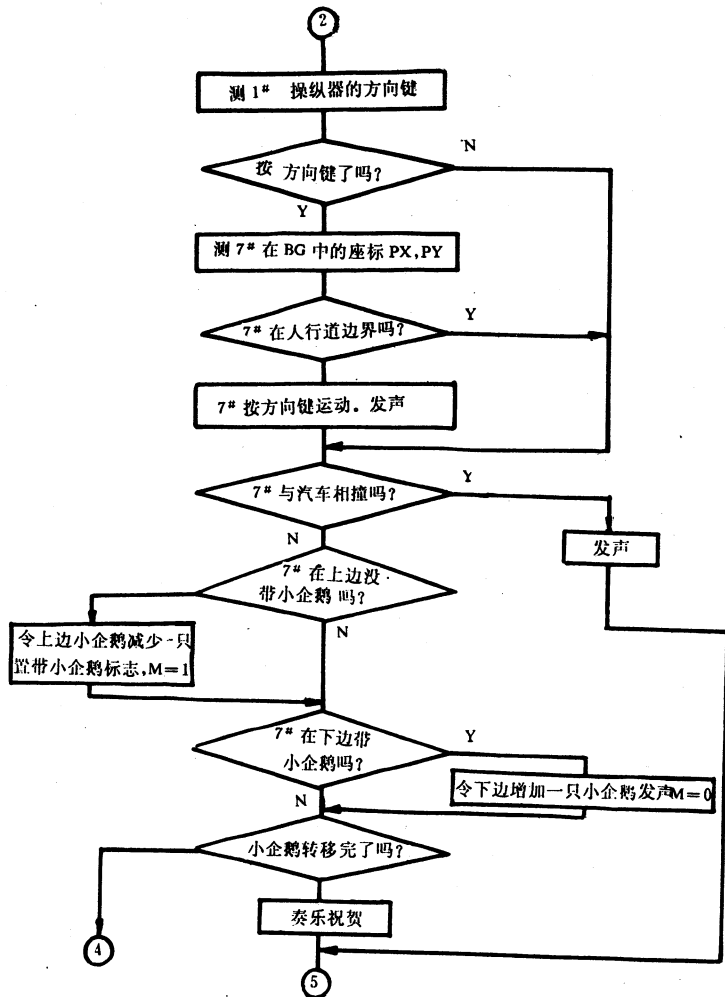 2
测1# 操纵器的方向键
按方向键了吗?
N
Y
测7#在BG中的座标PX,PY
7#在人行道边界吗?
Y
7#按方向键运动。发声
7#与汽车相撞吗?
Y
N
发声
7#在上边没
带小企鹅吗?
N
令上边小企鹅减少一只
置带小企鹅标志,M=1
7#在下边带
小企鹅吗?
Y
N
令下边增加一只小企鹅发声M=0
小企鹅转移完了吗?
奏乐祝贺
4
5